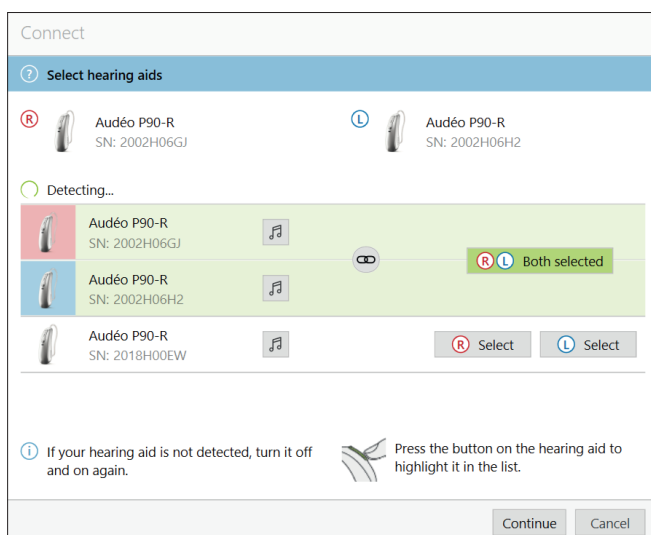 Connect
? Select hearing aids
R Audéo P90-R L Audéo P90-R
SN: 2002H06GJ SN: 2002H06H2
Detecting...
Audéo P90-R
SN: 2002H06GJ
R L Both selected
Audéo P90-R
SN: 2002H06H2
Audéo P90-R
SN: 2018H00EW
R Select L Select
i If your hearing aid is not detected, turn it off
and on again.
Press the button on the hearing aid to
highlight it in the list.
Continue Cancel